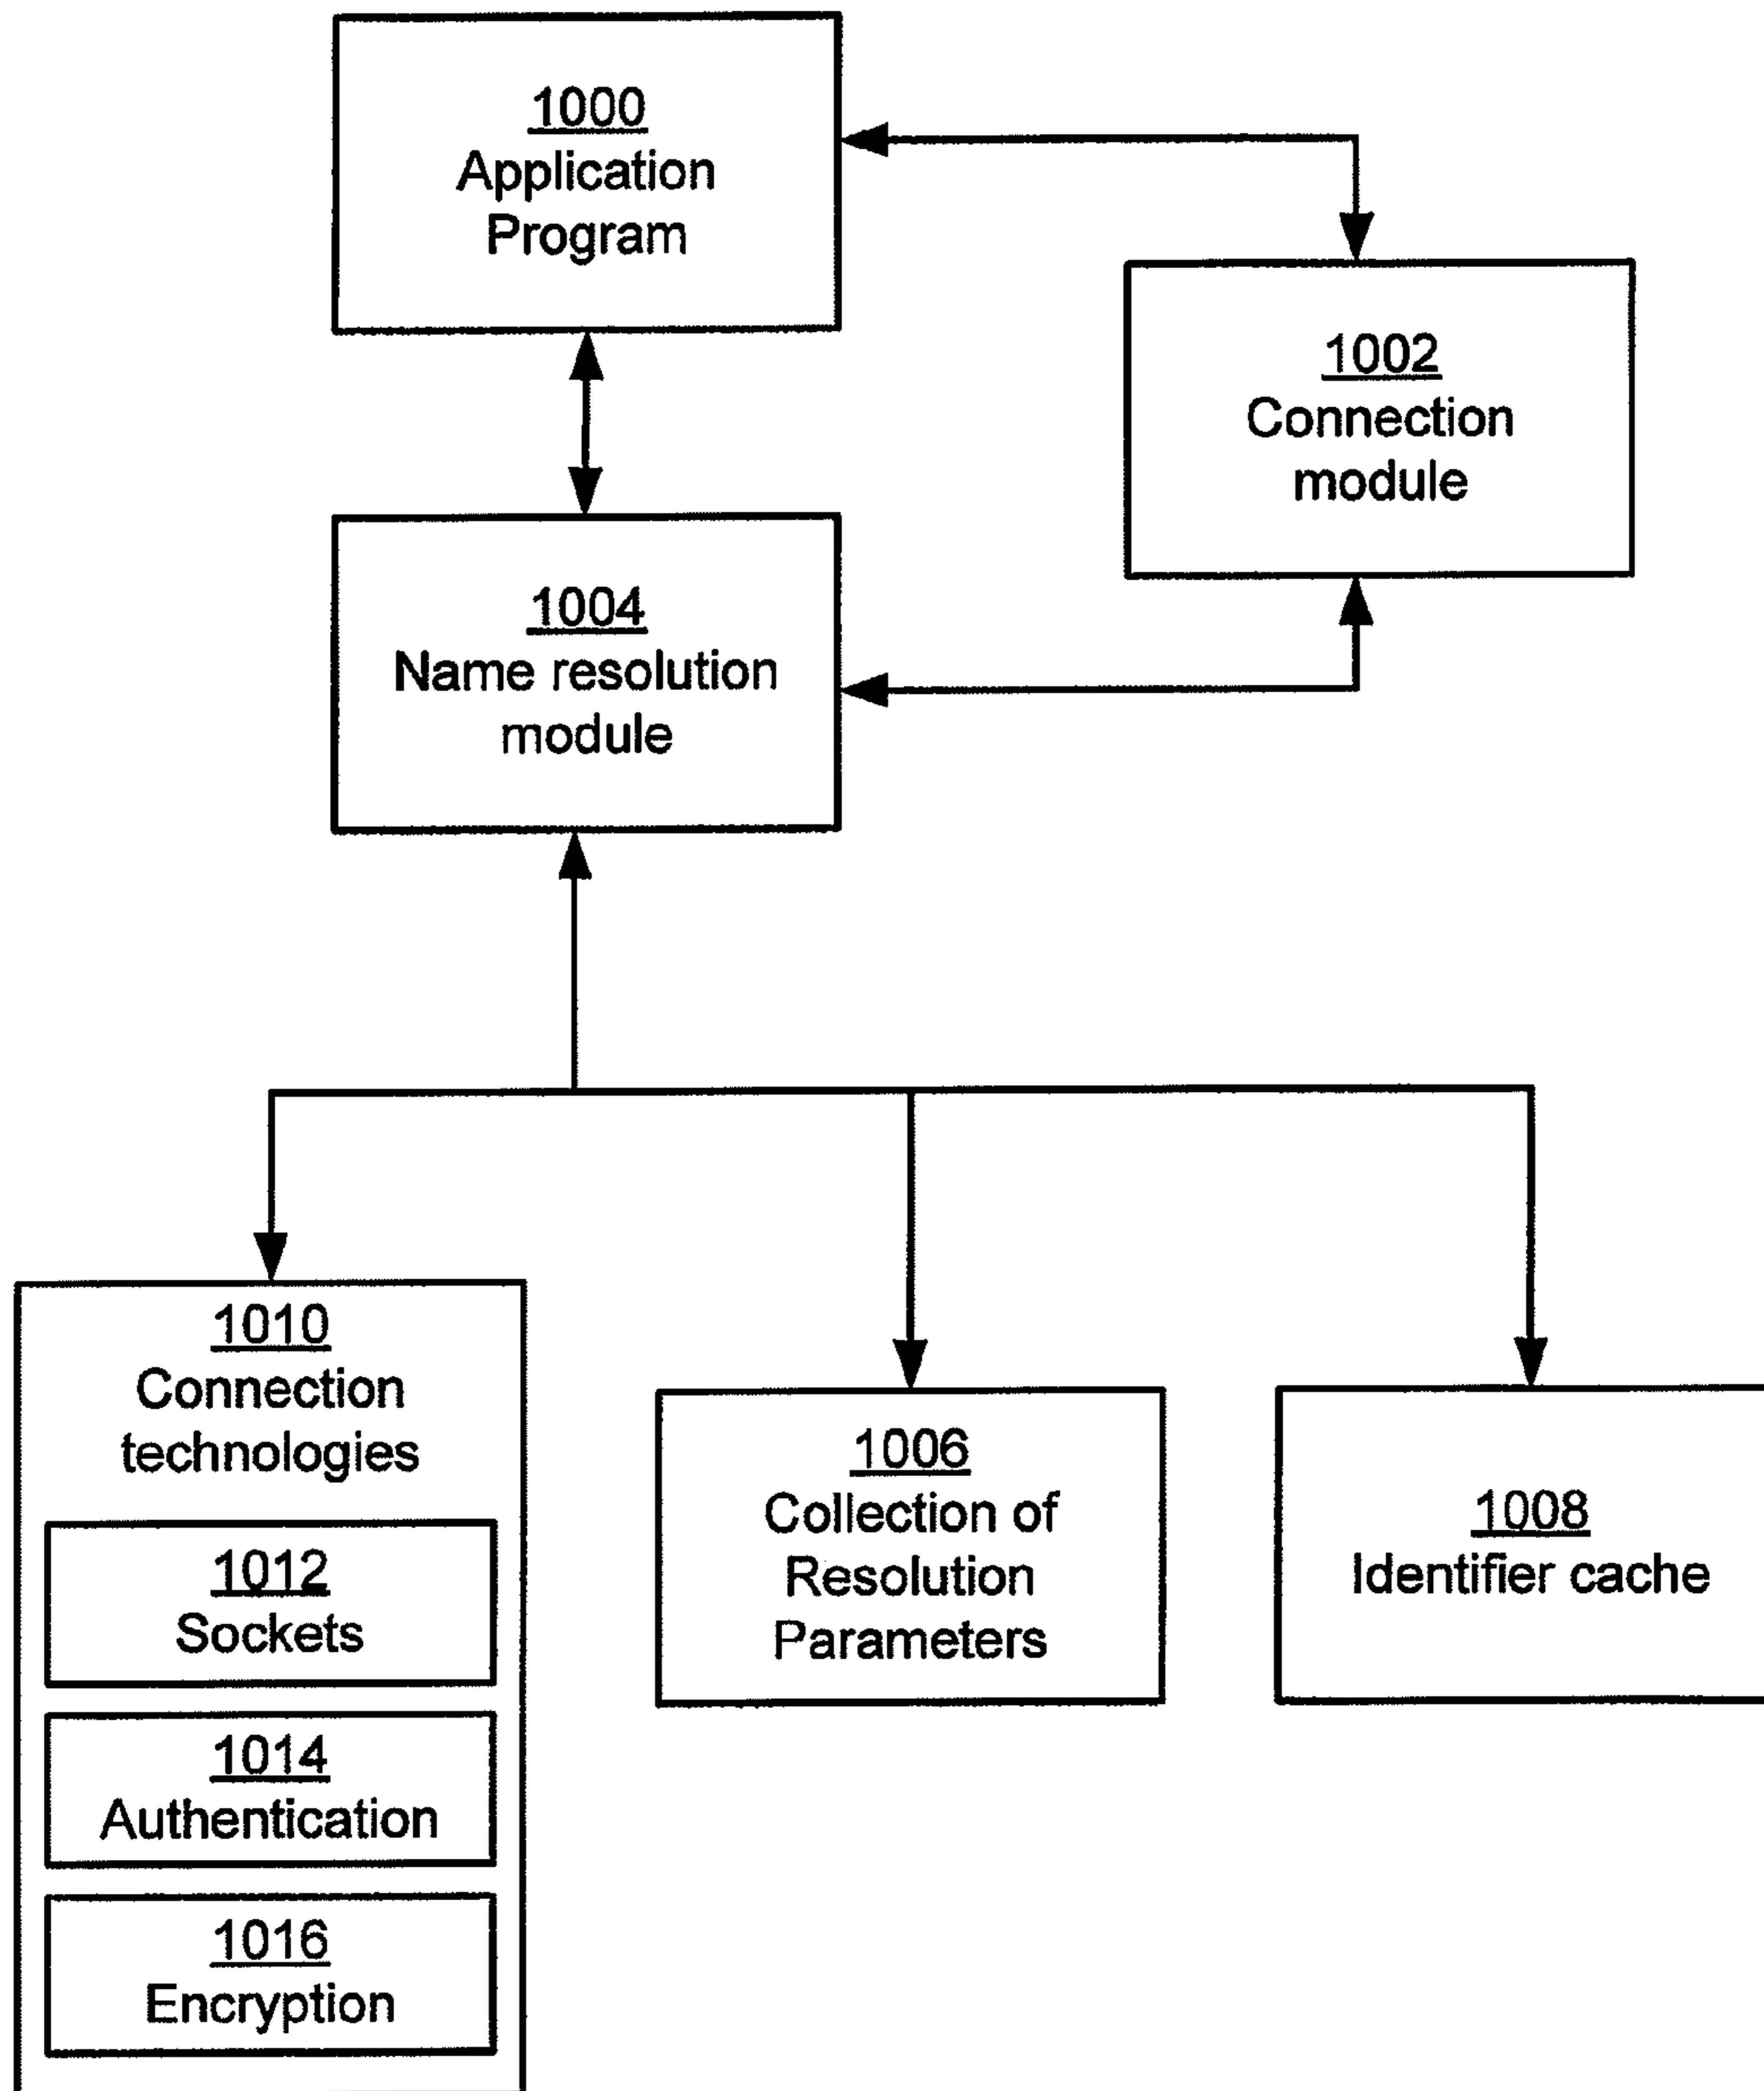 1000
Application
Program
1002
Connection
module
1004
Name resolution
module
1010
Connection
technologies
1012
Sockets
1014
Authentication
1016
Encryption
1006
Collection of
Resolution
Parameters
1008
Identifier cache